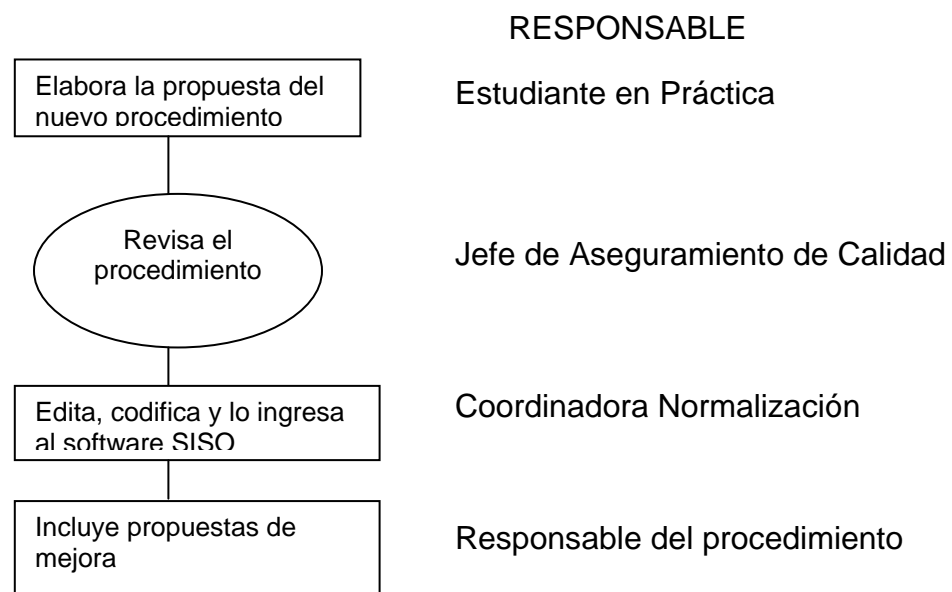 RESPONSABLE
Elabora la propuesta del
nuevo procedimiento
Estudiante en Práctica
Revisa el
procedimiento
Jefe de Aseguramiento de Calidad
Edita, codifica y lo ingresa
al software SISO
Coordinadora Normalización
Incluye propuestas de
mejora
Responsable del procedimiento